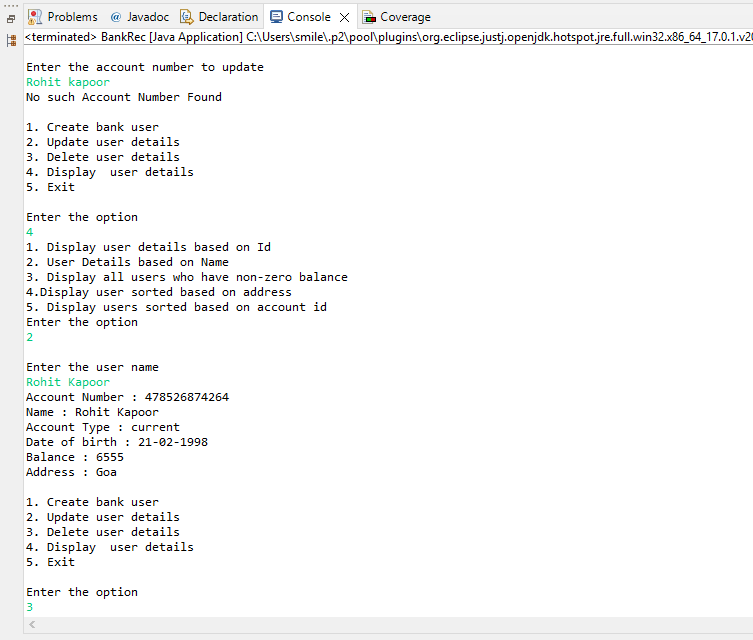 Problems @ Javadoc Declaration Console Coverage
<terminated> BankRec [Java Application] C:\Users\smile\.p2\pool\plugins\org.eclipse.justj.openjdk.hotspot.jre.full.win32.x86_64_17.0.1.v20
Enter the account number to update
Rohit kapoor
No such Account Number Found
1. Create bank user
2. Update user details
3. Delete user details
4. Display  user details
5. Exit
Enter the option
4
1. Display user details based on Id
2. User Details based on Name
3. Display all users who have non-zero balance
4.Display user sorted based on address
5. Display users sorted based on account id
Enter the option
2
Enter the user name
Rohit Kapoor
Account Number : 478526874264
Name : Rohit Kapoor
Account Type : current
Date of birth : 21-02-1998
Balance : 6555
Address : Goa
1. Create bank user
2. Update user details
3. Delete user details
4. Display  user details
5. Exit
Enter the option
3